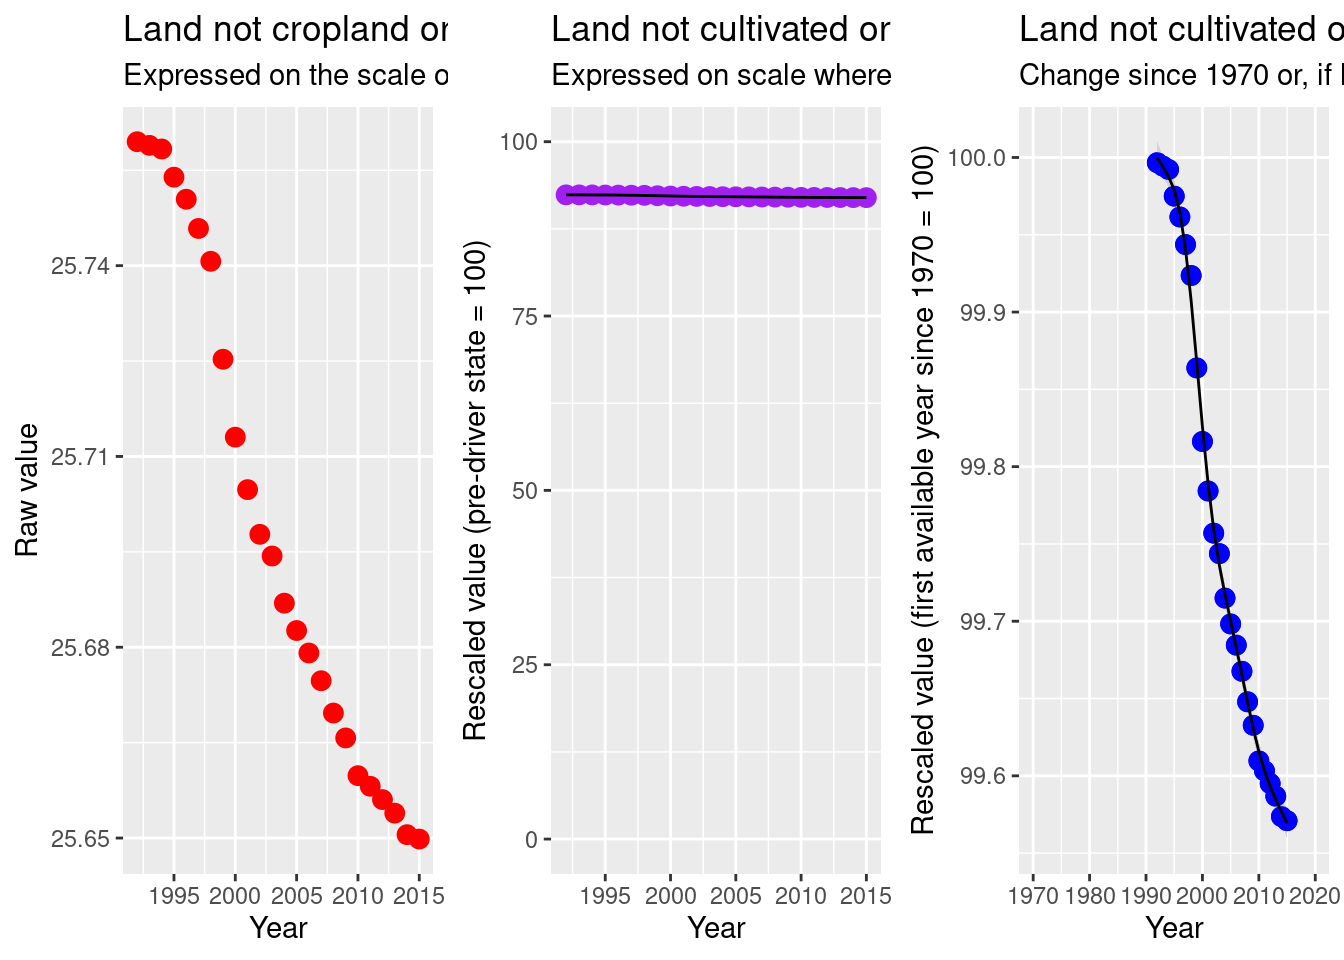 Land not cropland or
Expressed on the scale o
Raw value
25.74
25.71
25.68
25.65
1995 2000 2005 2010 2015
Year
Land not cultivated or
Expressed on scale where
Rescaled value (pre-driver state = 100)
100
75
50
25
0
1995 2000 2005 2010 2015
Year
Land not cultivated o
Change since 1970 or, if
Rescaled value (first available year since 1970 = 100)
100.0
99.9
99.8
99.7
99.6
1970 1980 1990 2000 2010 2020
Year